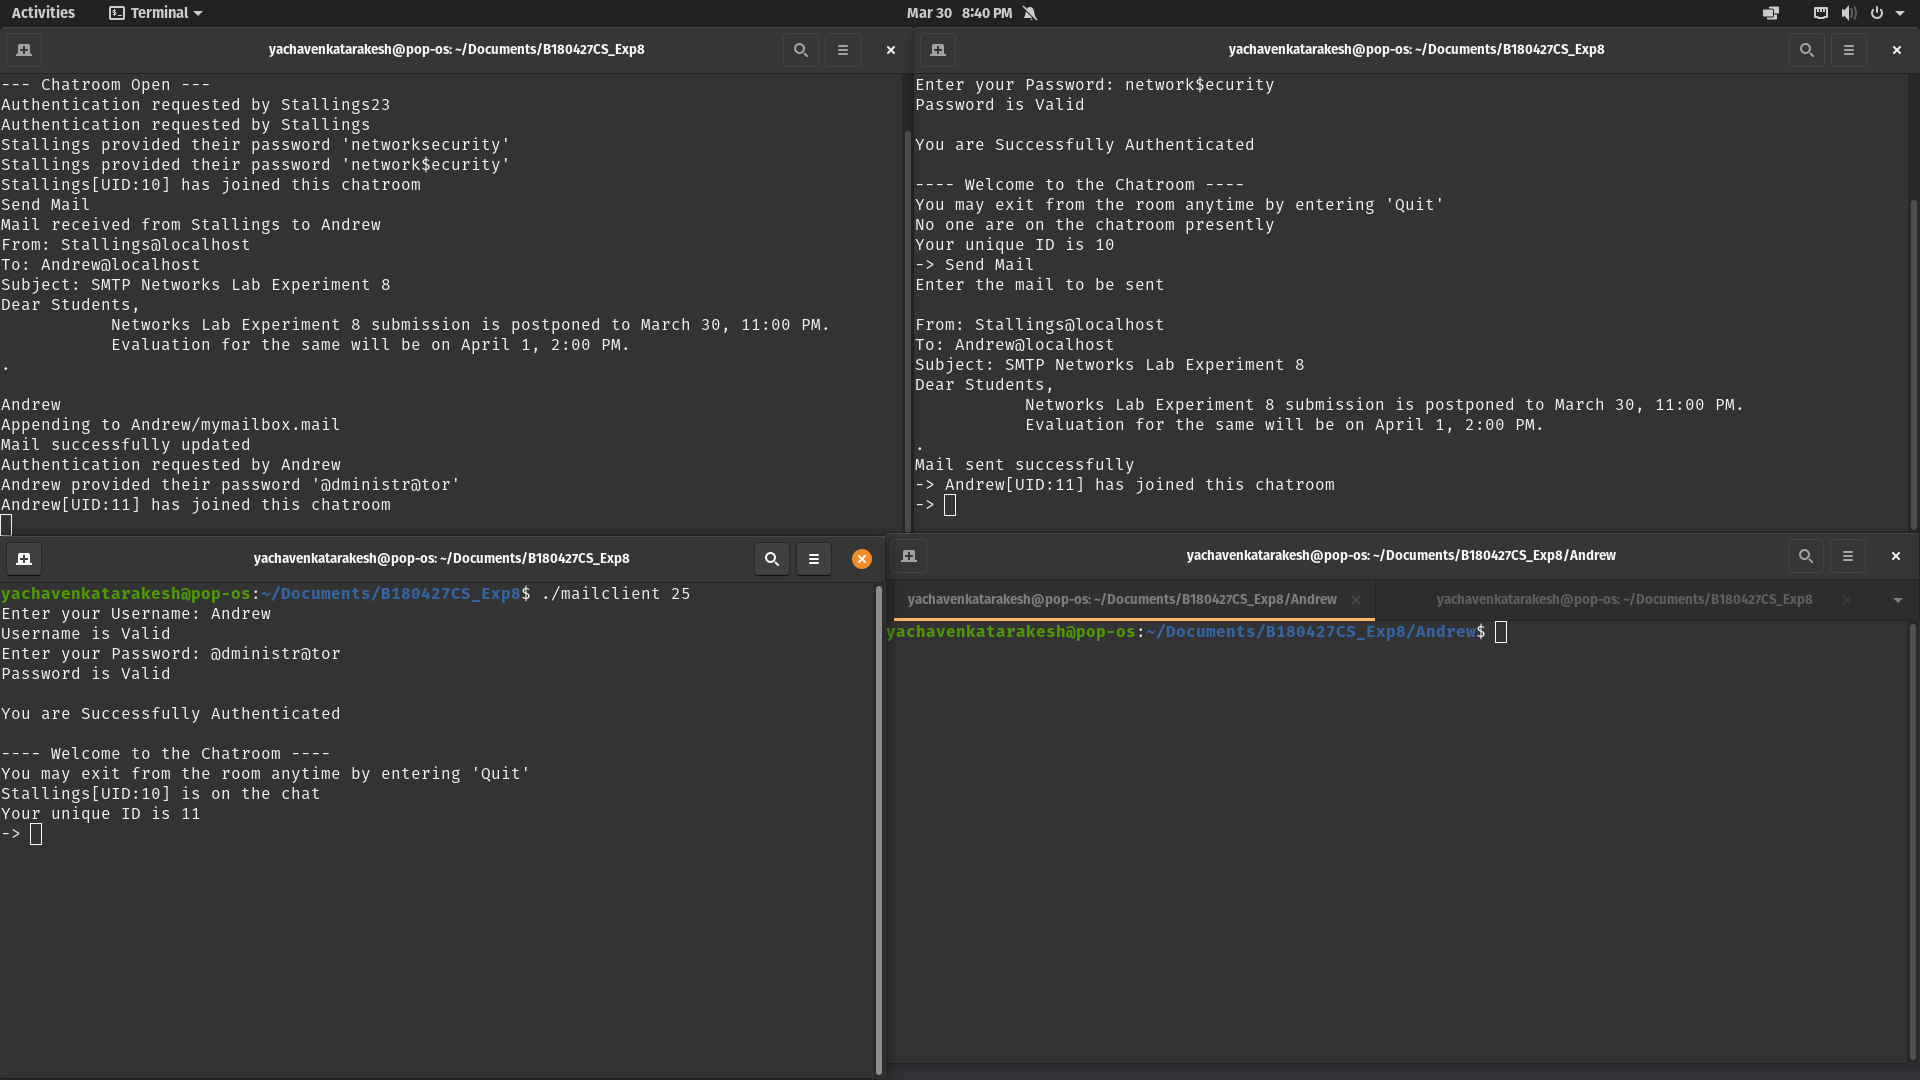 Activities
Terminal
Mar 30 8:40 PM
yachavenkatarakesh@pop-os: ~/Documents/B180427CS_Exp8
--- Chatroom Open ---
Authentication requested by Stallings23
Authentication requested by Stallings
Stallings provided their password 'networksecurity'
Stallings provided their password 'network$ecurity'
Stallings[UID:10] has joined this chatroom
Send Mail
Mail received from Stallings to Andrew
From: Stallings@localhost
To: Andrew@localhost
Subject: SMTP Networks Lab Experiment 8
Dear Students,
Networks Lab Experiment 8 submission is postponed to March 30, 11:00 PM.
Evaluation for the same will be on April 1, 2:00 PM.
.
Andrew
Appending to Andrew/mymailbox.mail
Mail successfully updated
Authentication requested by Andrew
Andrew provided their password '@dministr@tor'
Andrew[UID:11] has joined this chatroom
yachavenkatarakesh@pop-os: ~/Documents/B180427CS_Exp8
Enter your Password: network$ecurity
Password is Valid
You are Successfully Authenticated
---- Welcome to the Chatroom ----
You may exit from the room anytime by entering 'Quit'
No one are on the chatroom presently
Your unique ID is 10
-> Send Mail
Enter the mail to be sent
From: Stallings@localhost
To: Andrew@localhost
Subject: SMTP Networks Lab Experiment 8
Dear Students,
Networks Lab Experiment 8 submission is postponed to March 30, 11:00 PM.
Evaluation for the same will be on April 1, 2:00 PM.
.
Mail sent successfully
-> Andrew[UID:11] has joined this chatroom
->
yachavenkatarakesh@pop-os: ~/Documents/B180427CS_Exp8
yachavenkatarakesh@pop-os:~/Documents/B180427CS_Exp8$ ./mailclient 25
Enter your Username: Andrew
Username is Valid
Enter your Password: @dministr@tor
Password is Valid
You are Successfully Authenticated
---- Welcome to the Chatroom ----
You may exit from the room anytime by entering 'Quit'
Stallings[UID:10] is on the chat
Your unique ID is 11
->
yachavenkatarakesh@pop-os: ~/Documents/B180427CS_Exp8/Andrew
yachavenkatarakesh@pop-os: ~/Documents/B180427CS_Exp8/Andrew
yachavenkatarakesh@pop-os: ~/Documents/B180427CS_Exp8
yachavenkatarakesh@pop-os:~/Documents/B180427CS_Exp8/Andrew$